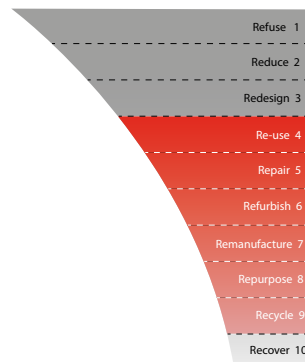 Refuse 1
Reduce 2
Redesign 3
Re-use 4
Repair 5
Refurbish 6
Remanufacture 7
Repurpose 8
Recycle 9
Recover 10